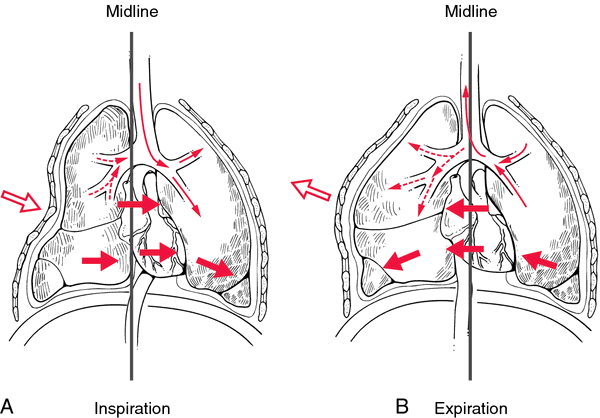 Midline
Midline
A
Inspiration
B
Expiration